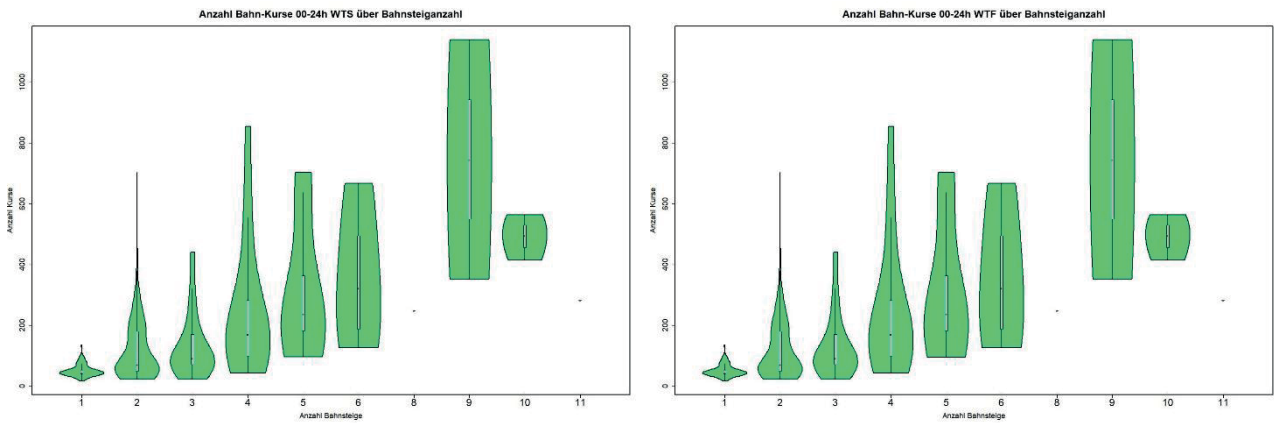 Anzahl Bahn-Kurse 00-24h WTS über Bahnsteiganzahl
Anzahl Kurse
1000
800
600
400
200
0
1 2 3 4 5 6 8 9 10 11
Anzahl Bahnsteige
Anzahl Bahn-Kurse 00-24h WTF über Bahnsteiganzahl
Anzahl Kurse
1000
800
600
400
200
0
1 2 3 4 5 6 8 9 10 11
Anzahl Bahnsteige